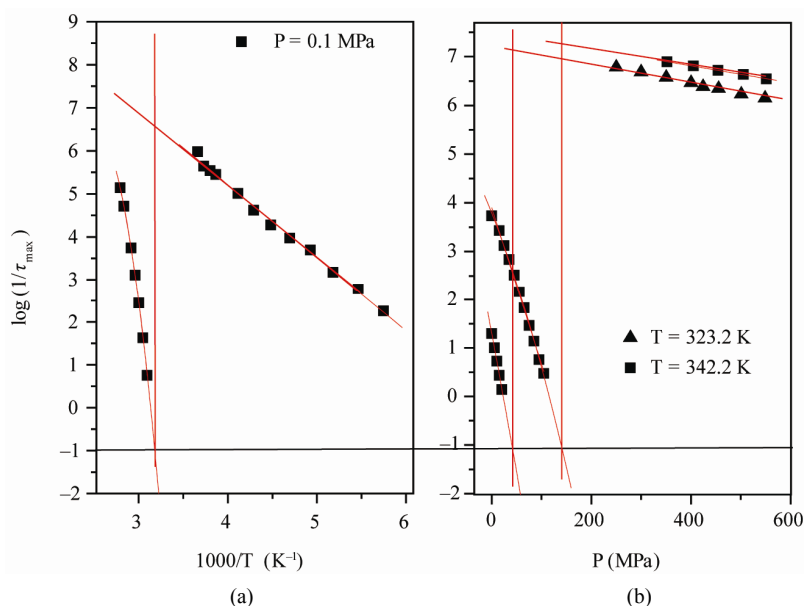 9
8
7
6
5
4
3
2
1
0
−1
−2
log (1/τmax)
P = 0.1 MPa
3 4 5 6
1000/T (K⁻¹)
(a)
7
6
5
4
3
2
1
0
−1
−2
T = 323.2 K
T = 342.2 K
0 200 400 600
P (MPa)
(b)